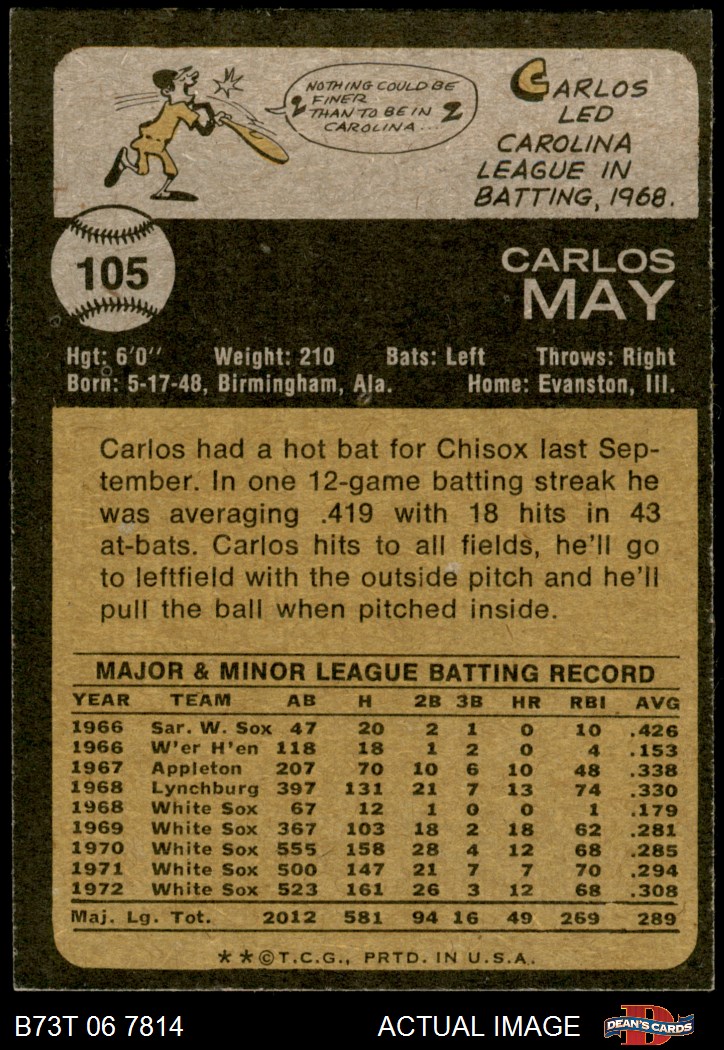 NOTHING COULD BE
FINER
THAN TO BE IN
CAROLINA...
CARLOS
LED
CAROLINA
LEAGUE IN
BATTING, 1968.
105
CARLOS
MAY
Hgt: 6'0" Weight: 210 Bats: Left Throws: Right
Born: 5-17-48, Birmingham, Ala. Home: Evanston, Ill.
Carlos had a hot bat for Chisox last Sep-
tember. In one 12-game batting streak he
was averaging .419 with 18 hits in 43
at-bats. Carlos hits to all fields, he'll go
to leftfield with the outside pitch and he'll
pull the ball when pitched inside.
MAJOR & MINOR LEAGUE BATTING RECORD
YEAR TEAM AB H 2B 3B HR RBI AVG
1966 Sar. W. Sox 47 20 2 1 0 10 .426
1966 W'er H'en 118 18 1 2 0 4 .153
1967 Appleton 207 70 10 6 10 48 .338
1968 Lynchburg 397 131 21 7 13 74 .330
1968 White Sox 67 12 1 0 0 1 .179
1969 White Sox 367 103 18 2 18 62 .281
1970 White Sox 555 158 28 4 12 68 .285
1971 White Sox 500 147 21 7 7 70 .294
1972 White Sox 523 161 26 3 12 68 .308
Maj. Lg. Tot. 2012 581 94 16 49 269 289
**©T.C.G., PRTD. IN U.S.A.
B73T 06 7814 ACTUAL IMAGE DEAN'S CARDS